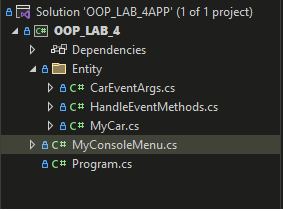 Solution 'OOP_LAB_4APP' (1 of 1 project)
C# OOP_LAB_4
Dependencies
Entity
C# CarEventArgs.cs
C# HandleEventMethods.cs
C# MyCar.cs
C# MyConsoleMenu.cs
C# Program.cs